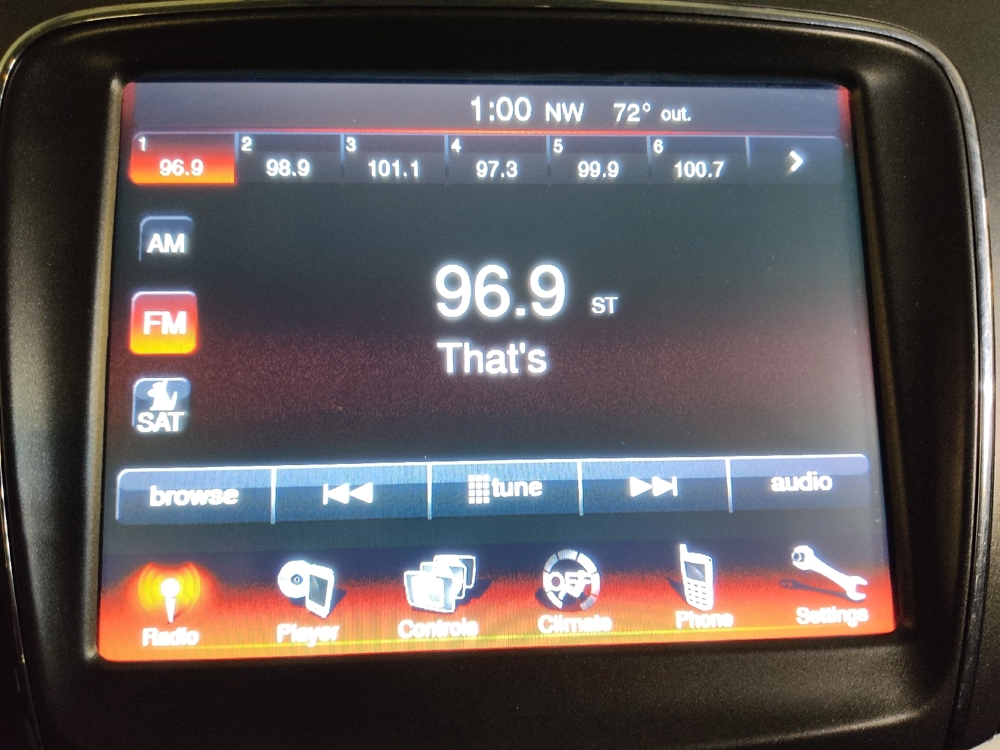 1:00 NW 72° out.
1 2 3 4 5 6
96.9 98.9 101.1 97.3 99.9 100.7
AM
96.9 ST
FM
That's
SAT
browse tune audio
OFF
Radio Player Controls Climate Phone Settings